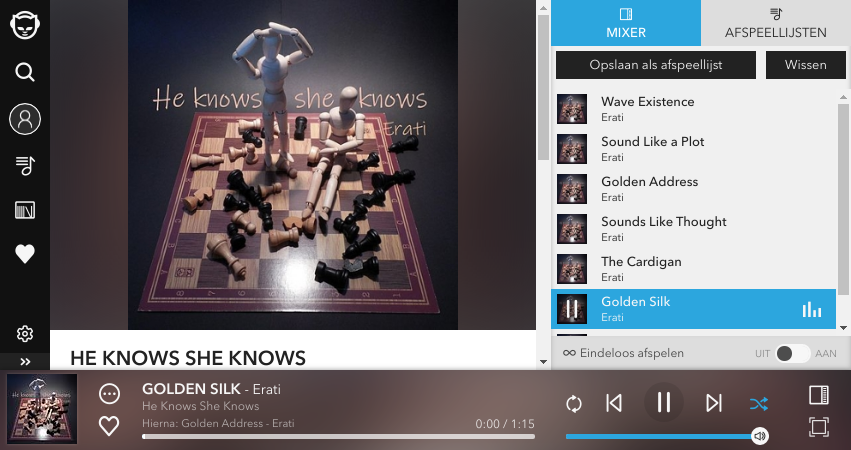 He knows she knows
Erati
HE KNOWS SHE KNOWS
MIXER
AFSPEELLIJSTEN
Opslaan als afspeellijst
Wissen
Wave Existence
Erati
Sound Like a Plot
Erati
Golden Address
Erati
Sounds Like Thought
Erati
The Cardigan
Erati
Golden Silk
Erati
Eindeloos afspelen
UIT
AAN
GOLDEN SILK - Erati
He Knows She Knows
Hierna: Golden Address - Erati
0:00 / 1:15